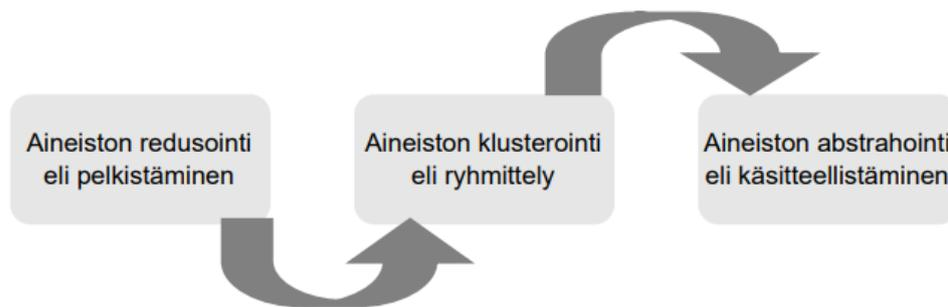 Aineiston redusointi
eli pelkistäminen
Aineiston klusterointi
eli ryhmittely
Aineiston abstrahointi
eli käsitteellistäminen